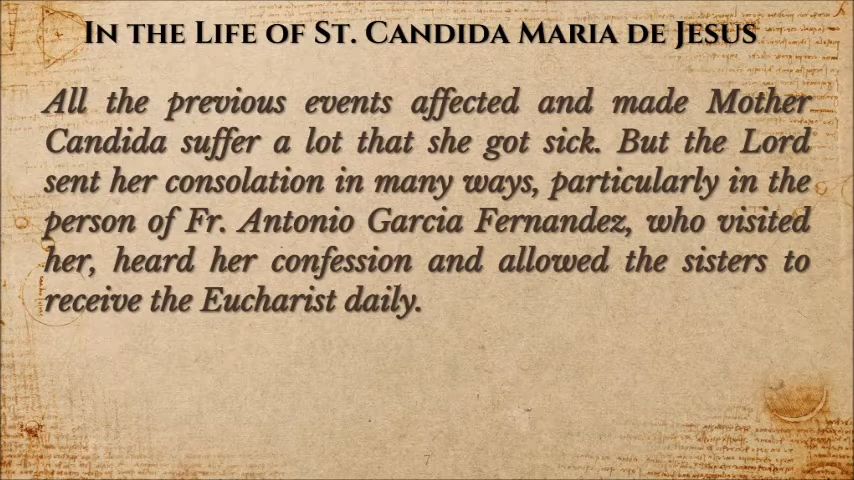 In the Life of St. Candida Maria de Jesus
All the previous events affected and made Mother
Candida suffer a lot that she got sick. But the Lord
sent her consolation in many ways, particularly in the
person of Fr. Antonio Garcia Fernandez, who visited
her, heard her confession and allowed the sisters to
receive the Eucharist daily.
7